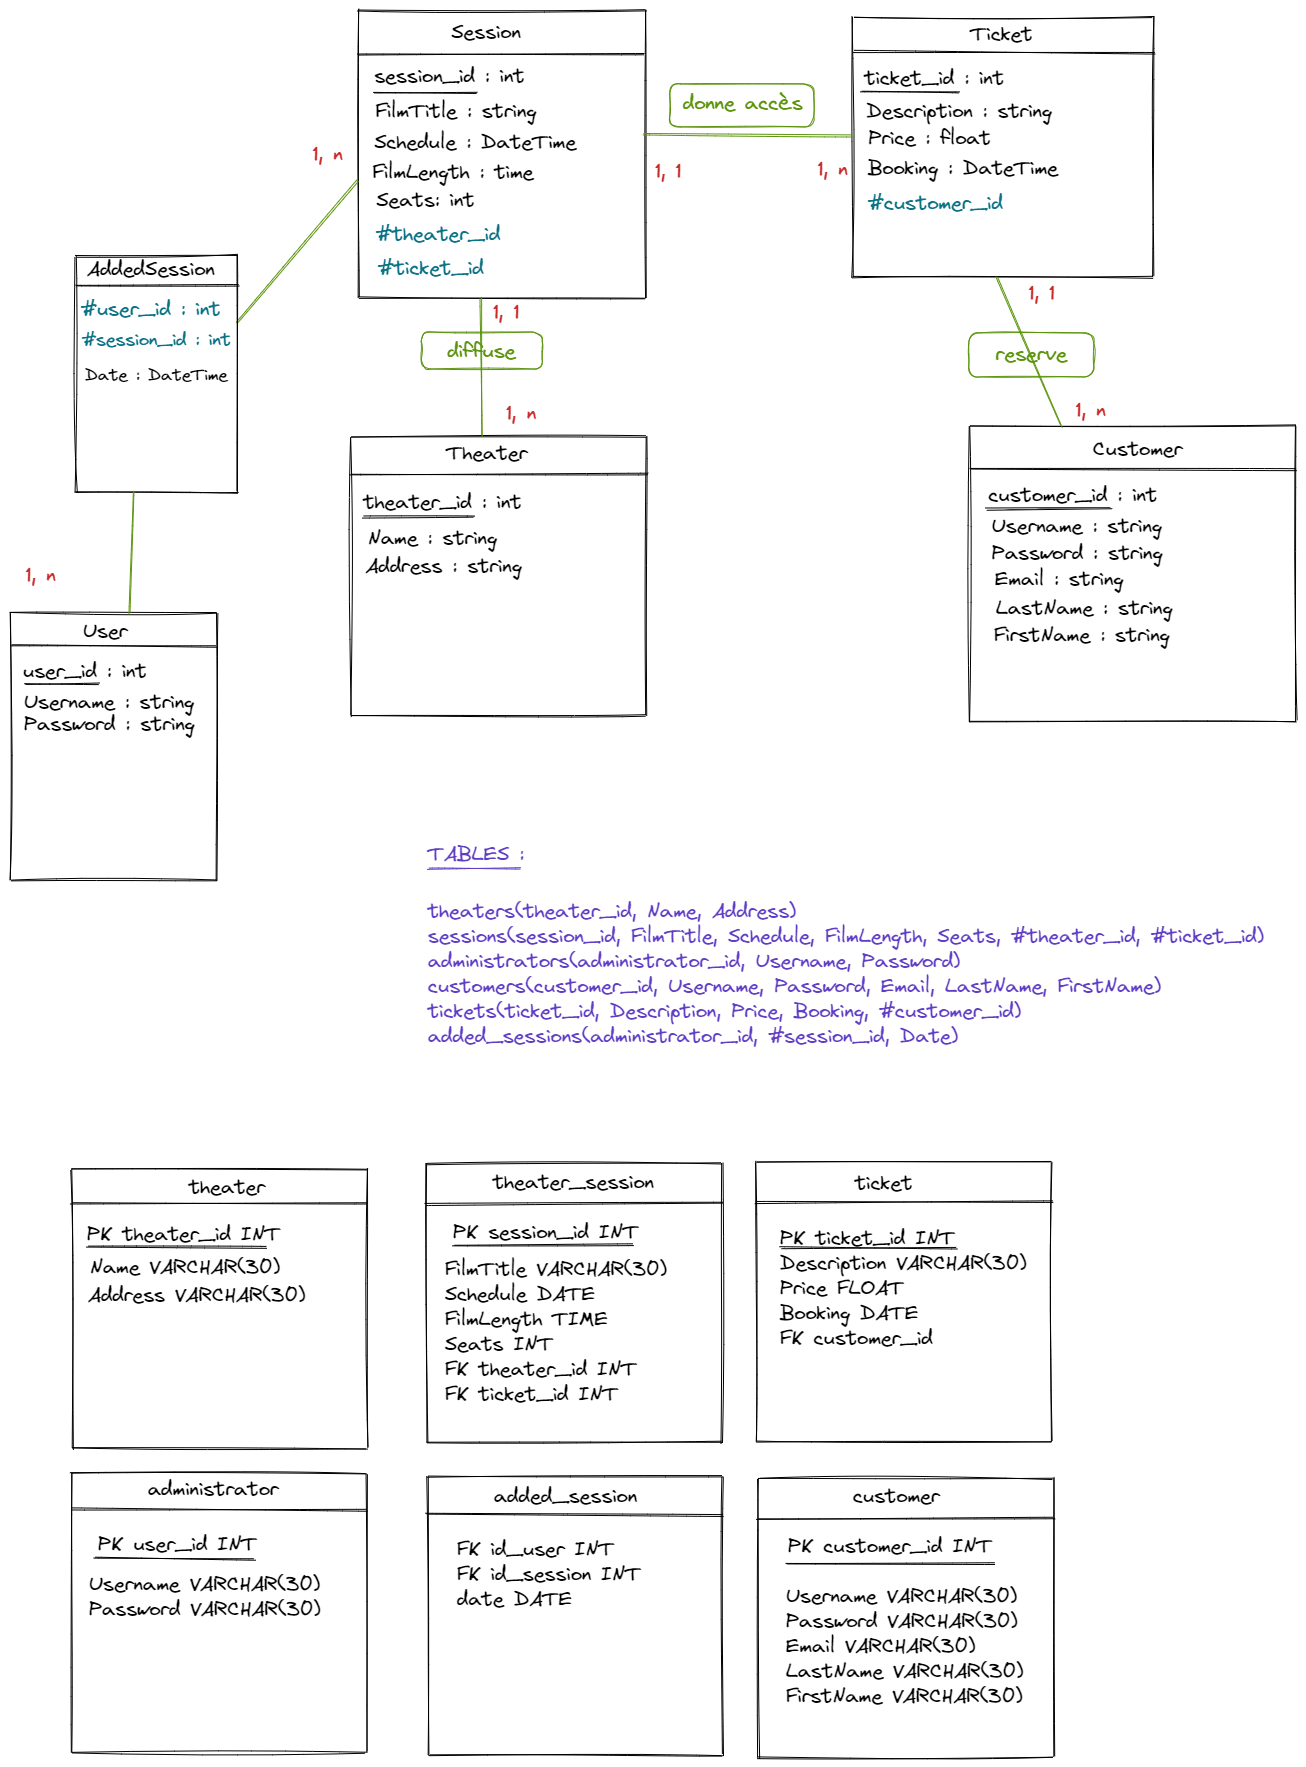 Session
session_id : int
FilmTitle : string
Schedule : DateTime
FilmLength : time
Seats: int
#theater_id
#ticket_id
donne accès
1, 1
1, n
Ticket
ticket_id : int
Description : string
Price : float
Booking : DateTime
#customer_id
1, n
AddedSession
#user_id : int
#session_id : int
Date : DateTime
1, 1
diffuse
1, n
1, 1
reserve
1, n
Theater
theater_id : int
Name : string
Address : string
Customer
customer_id : int
Username : string
Password : string
Email : string
LastName : string
FirstName : string
1, n
User
user_id : int
Username : string
Password : string
TABLES :
theaters(theater_id, Name, Address)
sessions(session_id, FilmTitle, Schedule, FilmLength, Seats, #theater_id, #ticket_id)
administrators(administrator_id, Username, Password)
customers(customer_id, Username, Password, Email, LastName, FirstName)
tickets(ticket_id, Description, Price, Booking, #customer_id)
added_sessions(administrator_id, #session_id, Date)
theater
PK theater_id INT
Name VARCHAR(30)
Address VARCHAR(30)
theater_session
PK session_id INT
FilmTitle VARCHAR(30)
Schedule DATE
FilmLength TIME
Seats INT
FK theater_id INT
FK ticket_id INT
ticket
PK ticket_id INT
Description VARCHAR(30)
Price FLOAT
Booking DATE
FK customer_id
administrator
PK user_id INT
Username VARCHAR(30)
Password VARCHAR(30)
added_session
FK id_user INT
FK id_session INT
date DATE
customer
PK customer_id INT
Username VARCHAR(30)
Password VARCHAR(30)
Email VARCHAR(30)
LastName VARCHAR(30)
FirstName VARCHAR(30)